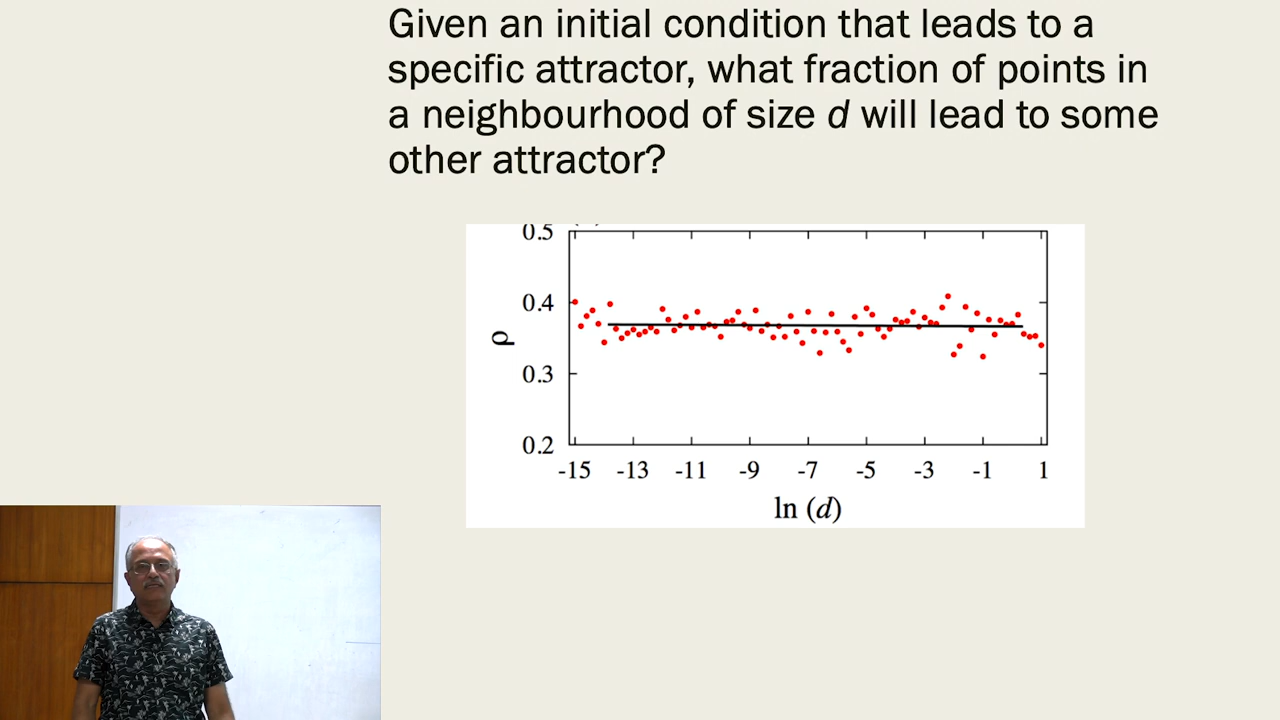 Given an initial condition that leads to a
specific attractor, what fraction of points in
a neighbourhood of size d will lead to some
other attractor?
0.5
0.4
0.3
0.2
ρ
-15 -13 -11 -9 -7 -5 -3 -1 1
ln (d)